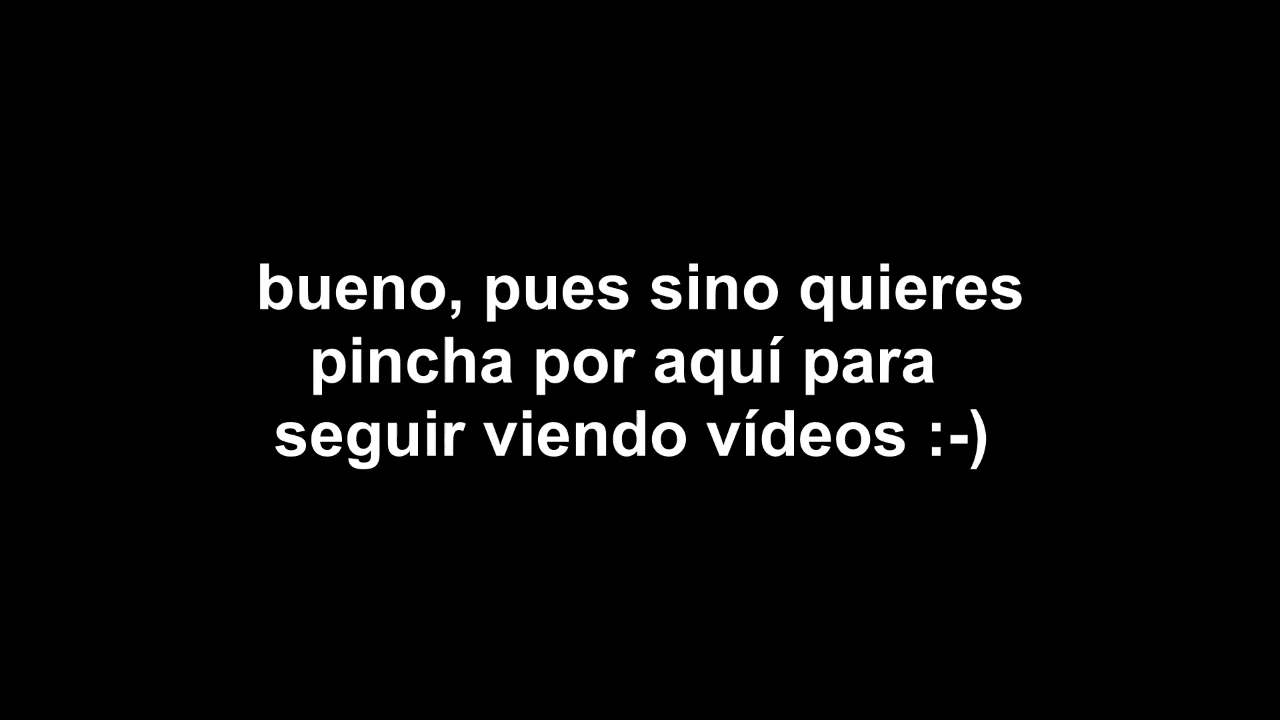 bueno, pues sino quieres
pincha por aquí para
seguir viendo vídeos :-)